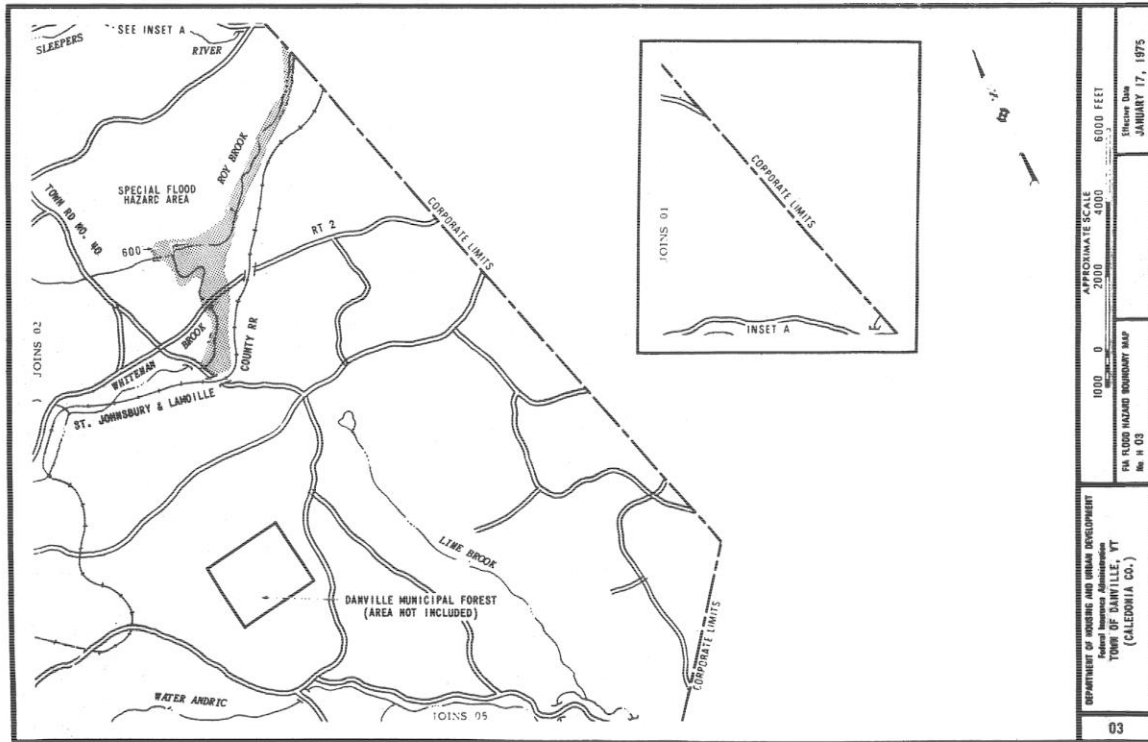 SLEEPERS
SEE INSET A
RIVER
ROY BROOK
SPECIAL FLOOD
HAZARD AREA
TOWN RD NO. 40
600
RT 2
CORPORATE LIMITS
JOINS 02
WHITEMAN
BROOK
COUNTY RR
ST. JOHNSBURY & LAMOILLE
LIME BROOK
DANVILLE MUNICIPAL FOREST
(AREA NOT INCLUDED)
WATER ANDRIC
JOINS 05
CORPORATE LIMITS
JOINS 01
CORPORATE LIMITS
INSET A
APPROXIMATE SCALE
1000 0 2000 4000 6000 FEET
Effective Date
JANUARY 17, 1975
FIA FLOOD HAZARD BOUNDARY MAP
No. H 03
DEPARTMENT OF HOUSING AND URBAN DEVELOPMENT
Federal Insurance Administration
TOWN OF DANVILLE, VT
(CALEDONIA CO.)
03